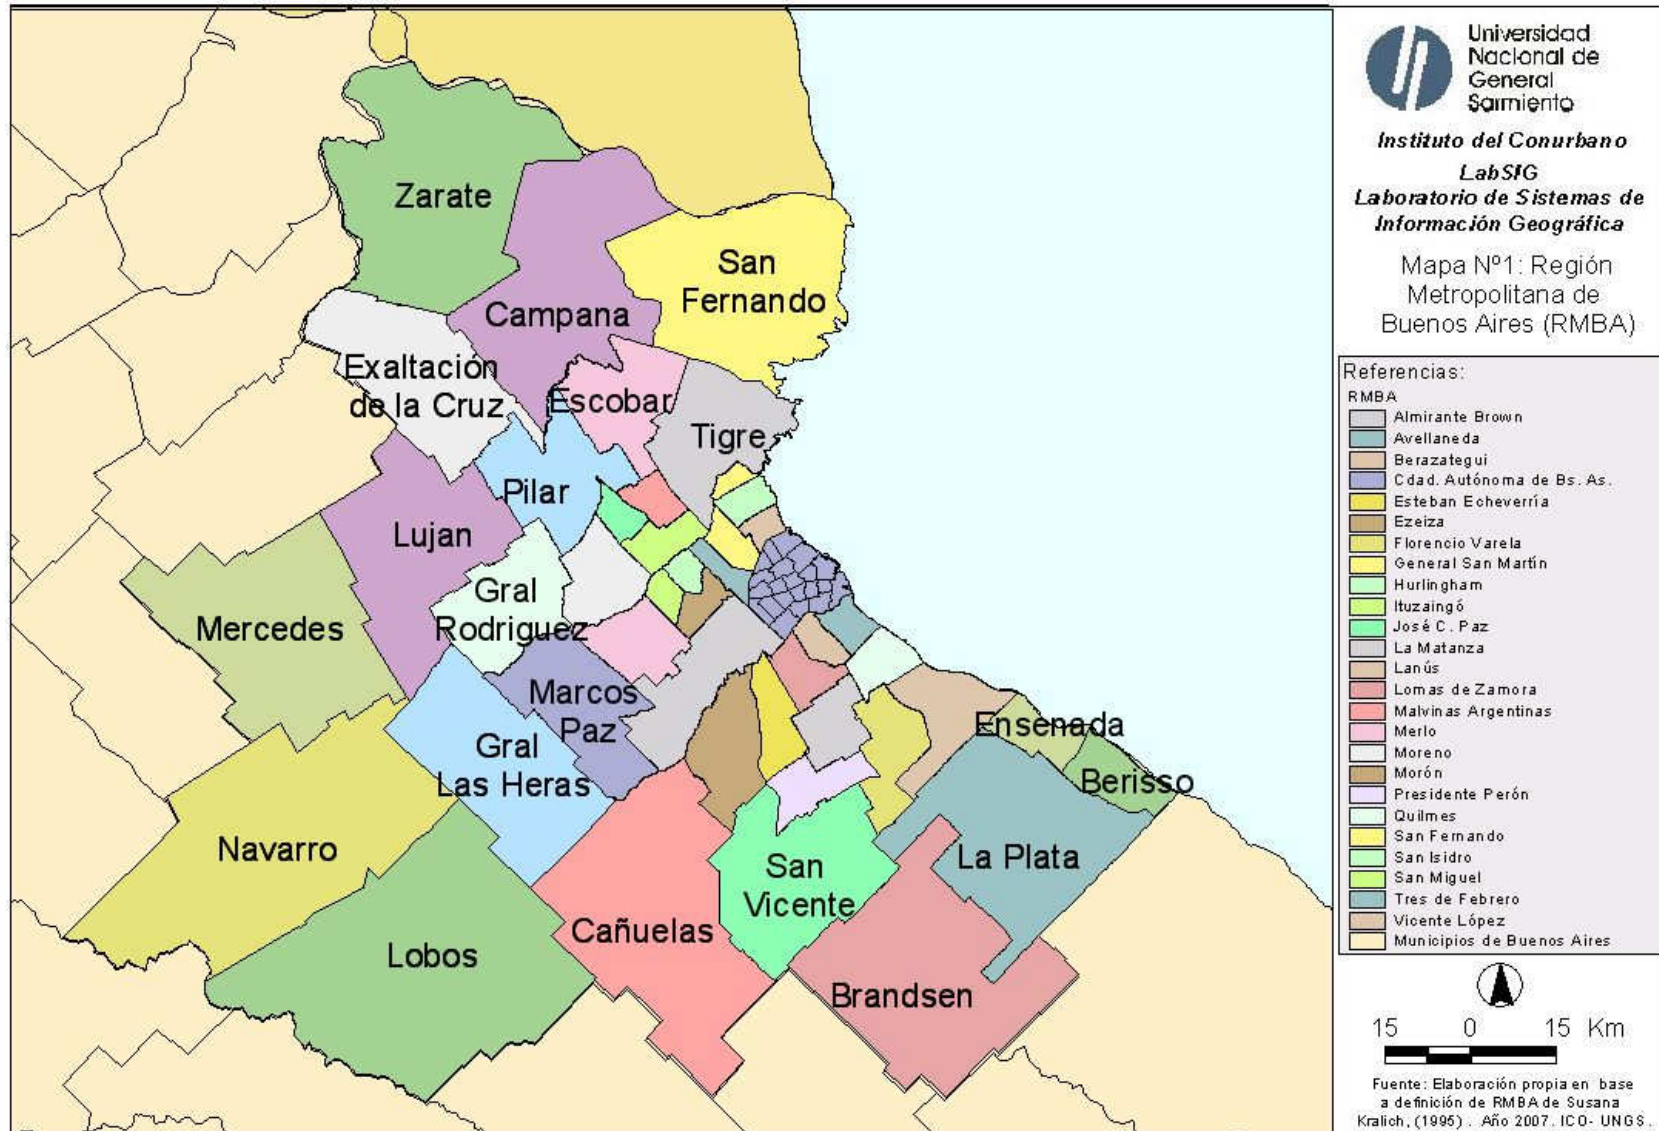 Zarate
San
Fernando
Campana
Exaltación
de la Cruz
Escobar
Tigre
Pilar
Lujan
Gral
Rodriguez
Mercedes
Marcos
Paz
Gral
Las Heras
Ensenada
Berisso
Navarro
La Plata
San
Vicente
Cañuelas
Lobos
Brandsen
Universidad
Nacional de
General
Sarmiento
Instituto del Conurbano
LabSIG
Laboratorio de Sistemas de
Información Geográfica
Mapa Nº1: Región
Metropolitana de
Buenos Aires (RMBA)
Referencias:
RMBA
Almirante Brown
Avellaneda
Berazategui
Cdad. Autónoma de Bs. As.
Esteban Echeverría
Ezeiza
Florencio Varela
General San Martín
Hurlingham
Ituzaingó
José C. Paz
La Matanza
Lanús
Lomas de Zamora
Malvinas Argentinas
Merlo
Moreno
Morón
Presidente Perón
Quilmes
San Fernando
San Isidro
San Miguel
Tres de Febrero
Vicente López
Municipios de Buenos Aires
15 0 15 Km
Fuente: Elaboración propia en base
a definición de RMBA de Susana
Kralich, (1995) . Año 2007. ICO- UNGS.